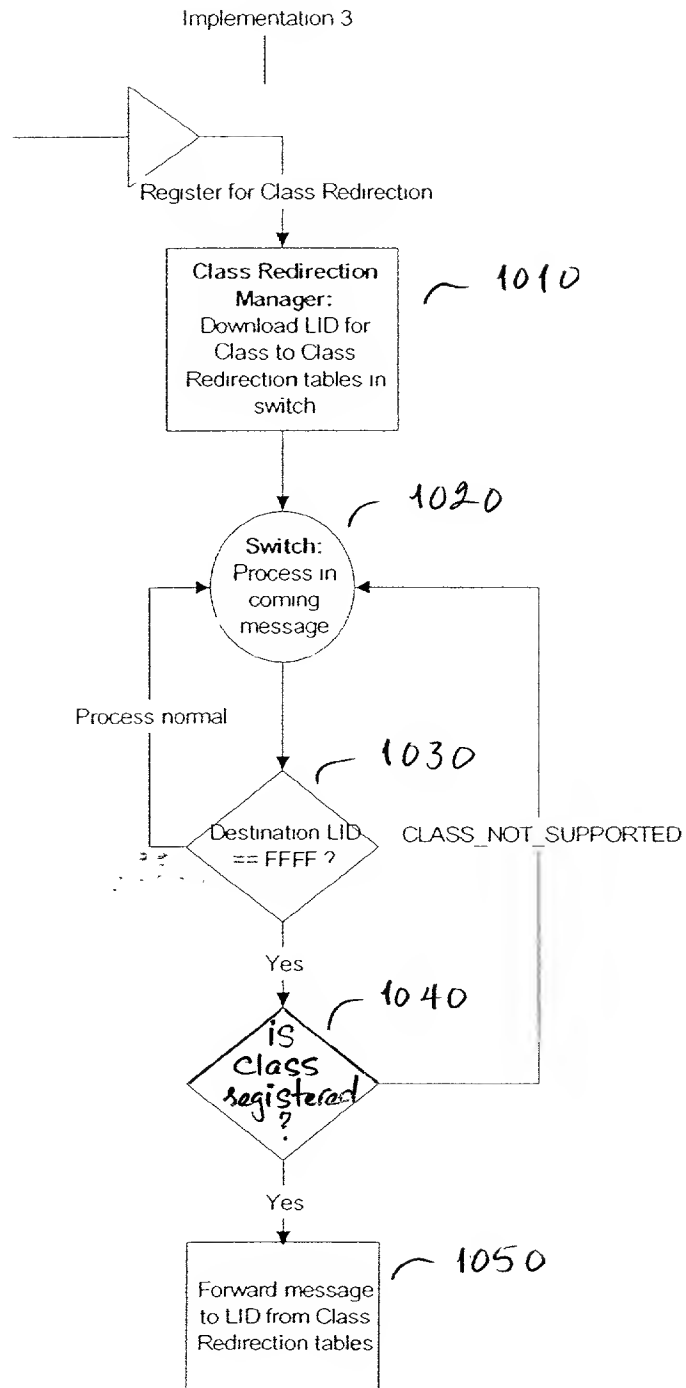 Implementation 3
Register for Class Redirection
Class Redirection
Manager:
Download LID for
Class to Class
Redirection tables in
switch
1010
1020
Switch:
Process in
coming
message
Process normal
1030
Destination LID
== FFFF ?
CLASS_NOT_SUPPORTED
Yes
1040
is
class
registered
?
Yes
1050
Forward message
to LID from Class
Redirection tables